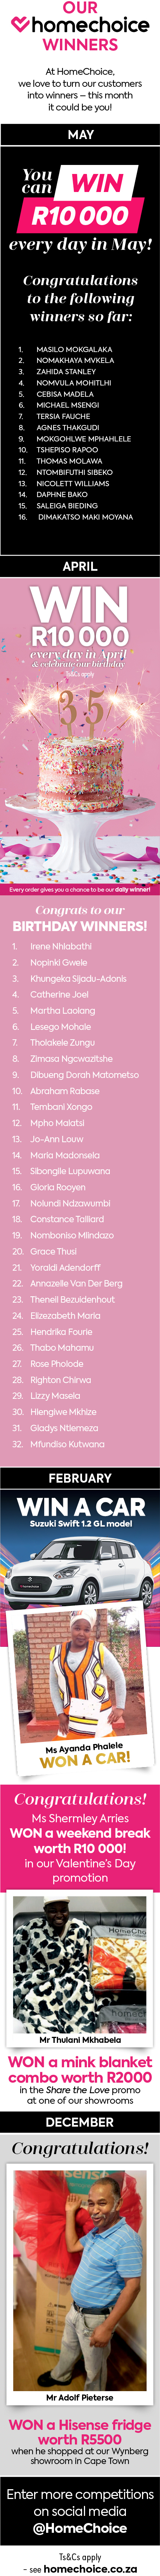 OUR
homechoice
WINNERS
At HomeChoice,
we love to turn our customers
into winners – this month
it could be you!
MAY
You can WIN
R10 000
every day in May!
Congratulations
to the following
winners so far:
1. MASILO MOKGALAKA
2. NOMAKHAYA MVKELA
3. ZAHIDA STANLEY
4. NOMVULA MOHITLHI
5. CEBISA MADELA
6. MICHAEL MSENGI
7. TERSIA FAUCHE
8. AGNES THAKGUDI
9. MOKGOHLWE MPHAHLELE
10. TSHEPISO RAPOO
11. THOMAS MOLAWA
12. NTOMBIFUTHI SIBEKO
13. NICOLETT WILLIAMS
14. DAPHNE BAKO
15. SALEIGA BIEDING
16. DIMAKATSO MAKI MOYANA
APRIL
WIN
R10 000
every day in April
& celebrate our birthday
Ts&Cs apply
35
Every order gives you a chance to be our daily winner!
Congrats to our
BIRTHDAY WINNERS!
1. Irene Nhlabathi
2. Nopinki Gwele
3. Khungeka Sijadu-Adonis
4. Catherine Joel
5. Martha Laolang
6. Lesego Mohale
7. Tholakele Zungu
8. Zimasa Ngcwazitshe
9. Dibueng Dorah Matometso
10. Abraham Rabase
11. Tembani Xongo
12. Mpho Malatsi
13. Jo-Ann Louw
14. Maria Madonsela
15. Sibongile Lupuwana
16. Gloria Rooyen
17. Nolundi Ndzawumbi
18. Constance Talliard
19. Nomboniso Mlindazo
20. Grace Thusi
21. Yoraldi Adendorff
22. Annazelle Van Der Berg
23. Thenell Bezuidenhout
24. Elizezabeth Maria
25. Hendrika Fourie
26. Thabo Mahamu
27. Rose Pholode
28. Righton Chirwa
29. Lizzy Masela
30. Hlengiwe Mkhize
31. Gladys Ntlemeza
32. Mfundiso Kutwana
FEBRUARY
WIN A CAR
Suzuki Swift 1.2 GL model
Ms Ayanda Phalele
WON A CAR!
Congratulations!
Ms Shermley Arries
WON a weekend break
worth R10 000!
in our Valentine's Day
promotion
Mr Thulani Mkhabela
WON a mink blanket
combo worth R2000
in the Share the Love promo
at one of our showrooms
DECEMBER
Congratulations!
Mr Adolf Pieterse
WON a Hisense fridge
worth R5500
when he shopped at our Wynberg
showroom in Cape Town
Enter more competitions
on social media
@HomeChoice
Ts&Cs apply
– see homechoice.co.za